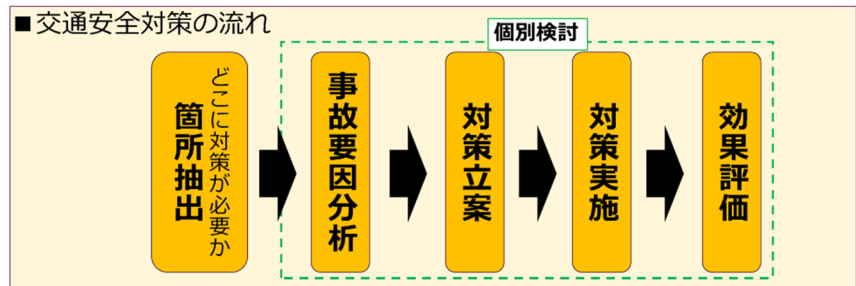 ■交通安全対策の流れ
個別検討
どこに対策が必要か
箇所抽出
事故要因分析
対策立案
対策実施
効果評価